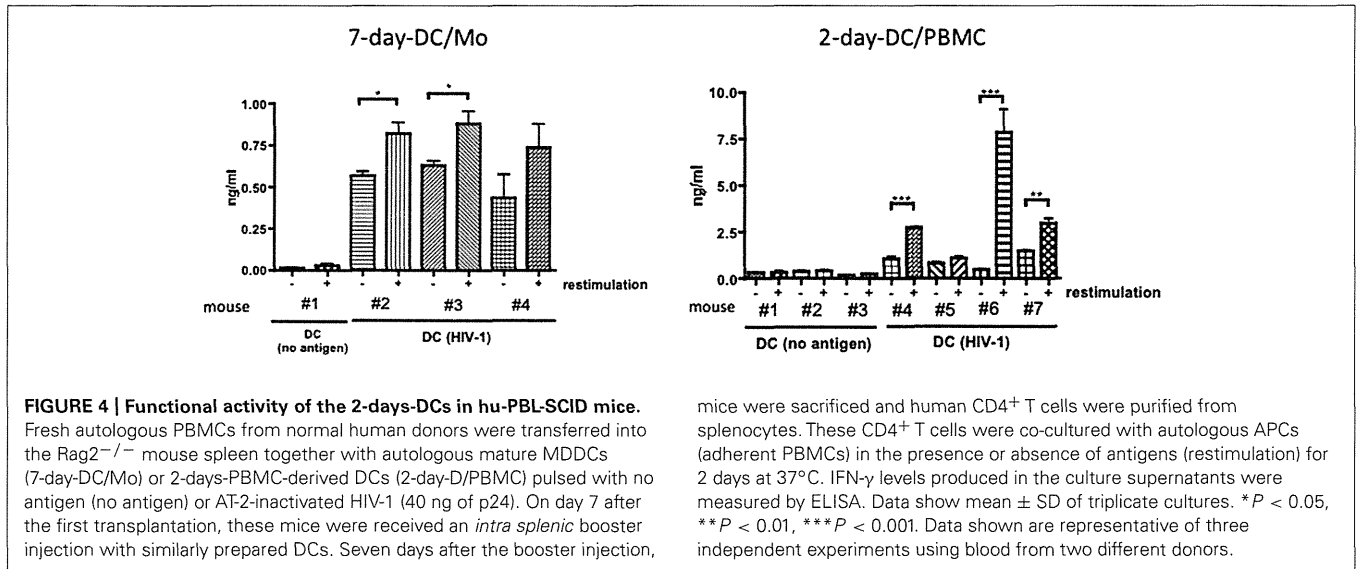 7-day-DC/Mo
*
*
1.00
0.75
0.50
0.25
0.00
ng/ml
- + - + - + - + restimulation
mouse #1 #2 #3 #4
DC
(no antigen)
DC (HIV-1)
2-day-DC/PBMC
***
***
**
10.0
7.5
5.0
2.5
0.0
ng/ml
- + - + - + - + - + - + - + restimulation
mouse #1 #2 #3 #4 #5 #6 #7
DC (no antigen) DC (HIV-1)
FIGURE 4 | Functional activity of the 2-days-DCs in hu-PBL-SCID mice.
Fresh autologous PBMCs from normal human donors were transferred into
the Rag2−/− mouse spleen together with autologous mature MDDCs
(7-day-DC/Mo) or 2-days-PBMC-derived DCs (2-day-D/PBMC) pulsed with no
antigen (no antigen) or AT-2-inactivated HIV-1 (40 ng of p24). On day 7 after
the first transplantation, these mice were received an intra splenic booster
injection with similarly prepared DCs. Seven days after the booster injection,
mice were sacrificed and human CD4+ T cells were purified from
splenocytes. These CD4+ T cells were co-cultured with autologous APCs
(adherent PBMCs) in the presence or absence of antigens (restimulation) for
2 days at 37°C. IFN-γ levels produced in the culture supernatants were
measured by ELISA. Data show mean ± SD of triplicate cultures. *P < 0.05,
**P < 0.01, ***P < 0.001. Data shown are representative of three
independent experiments using blood from two different donors.